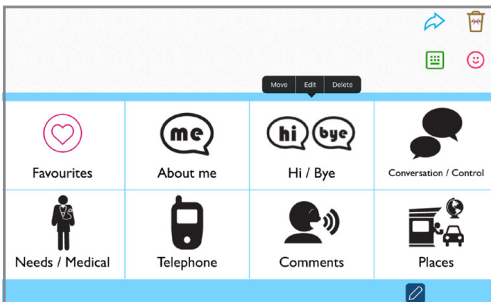 Move Edit Delete
me hi bye
Favourites About me Hi / Bye Conversation / Control
Needs / Medical Telephone Comments Places